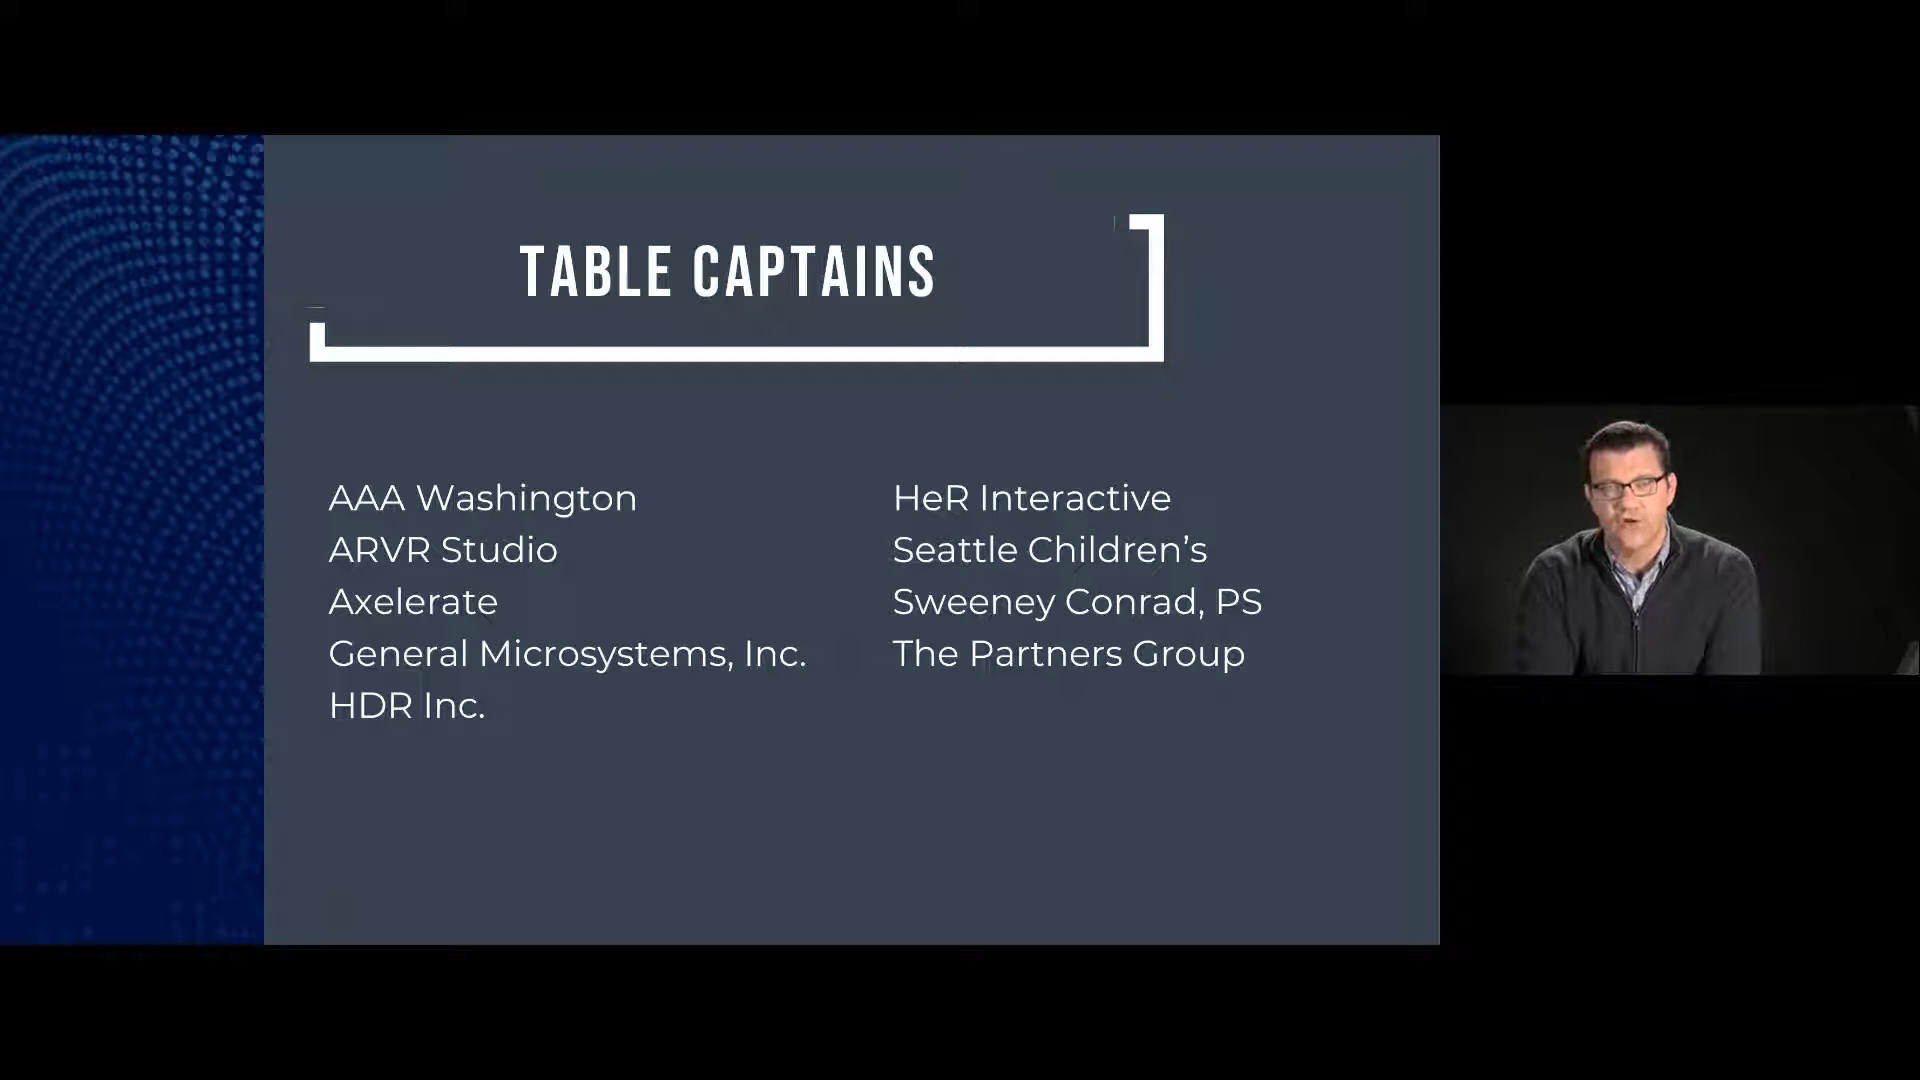 TABLE CAPTAINS
AAA Washington
ARVR Studio
Axelerate
General Microsystems, Inc.
HDR Inc.
HeR Interactive
Seattle Children’s
Sweeney Conrad, PS
The Partners Group